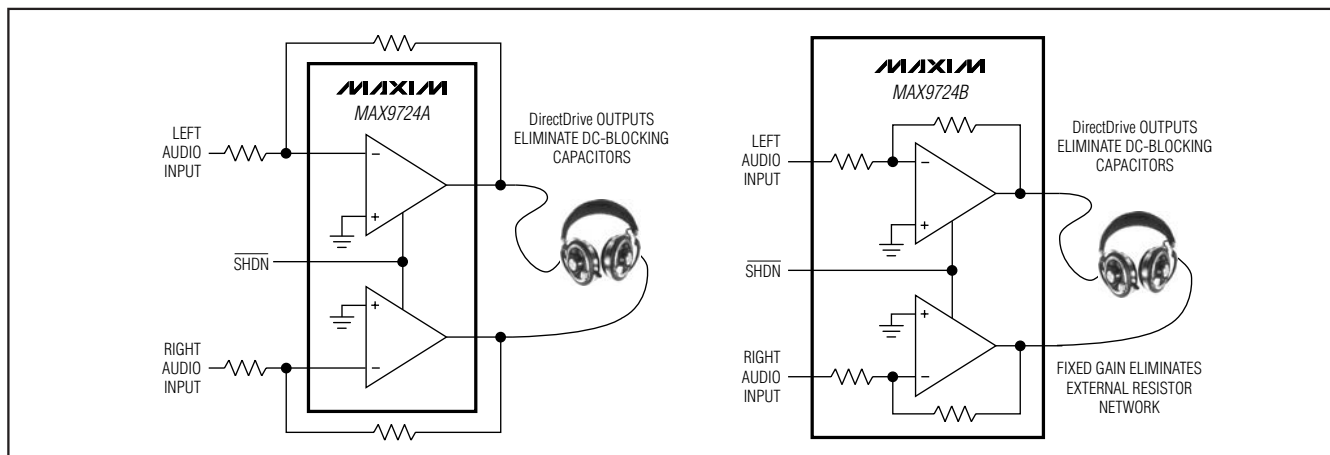 MAXIM
MAX9724A
LEFT
AUDIO
INPUT
−
+
SHDN
+
−
RIGHT
AUDIO
INPUT
DirectDrive OUTPUTS
ELIMINATE DC-BLOCKING
CAPACITORS
MAXIM
MAX9724B
LEFT
AUDIO
INPUT
−
+
SHDN
+
−
RIGHT
AUDIO
INPUT
DirectDrive OUTPUTS
ELIMINATE DC-BLOCKING
CAPACITORS
FIXED GAIN ELIMINATES
EXTERNAL RESISTOR
NETWORK